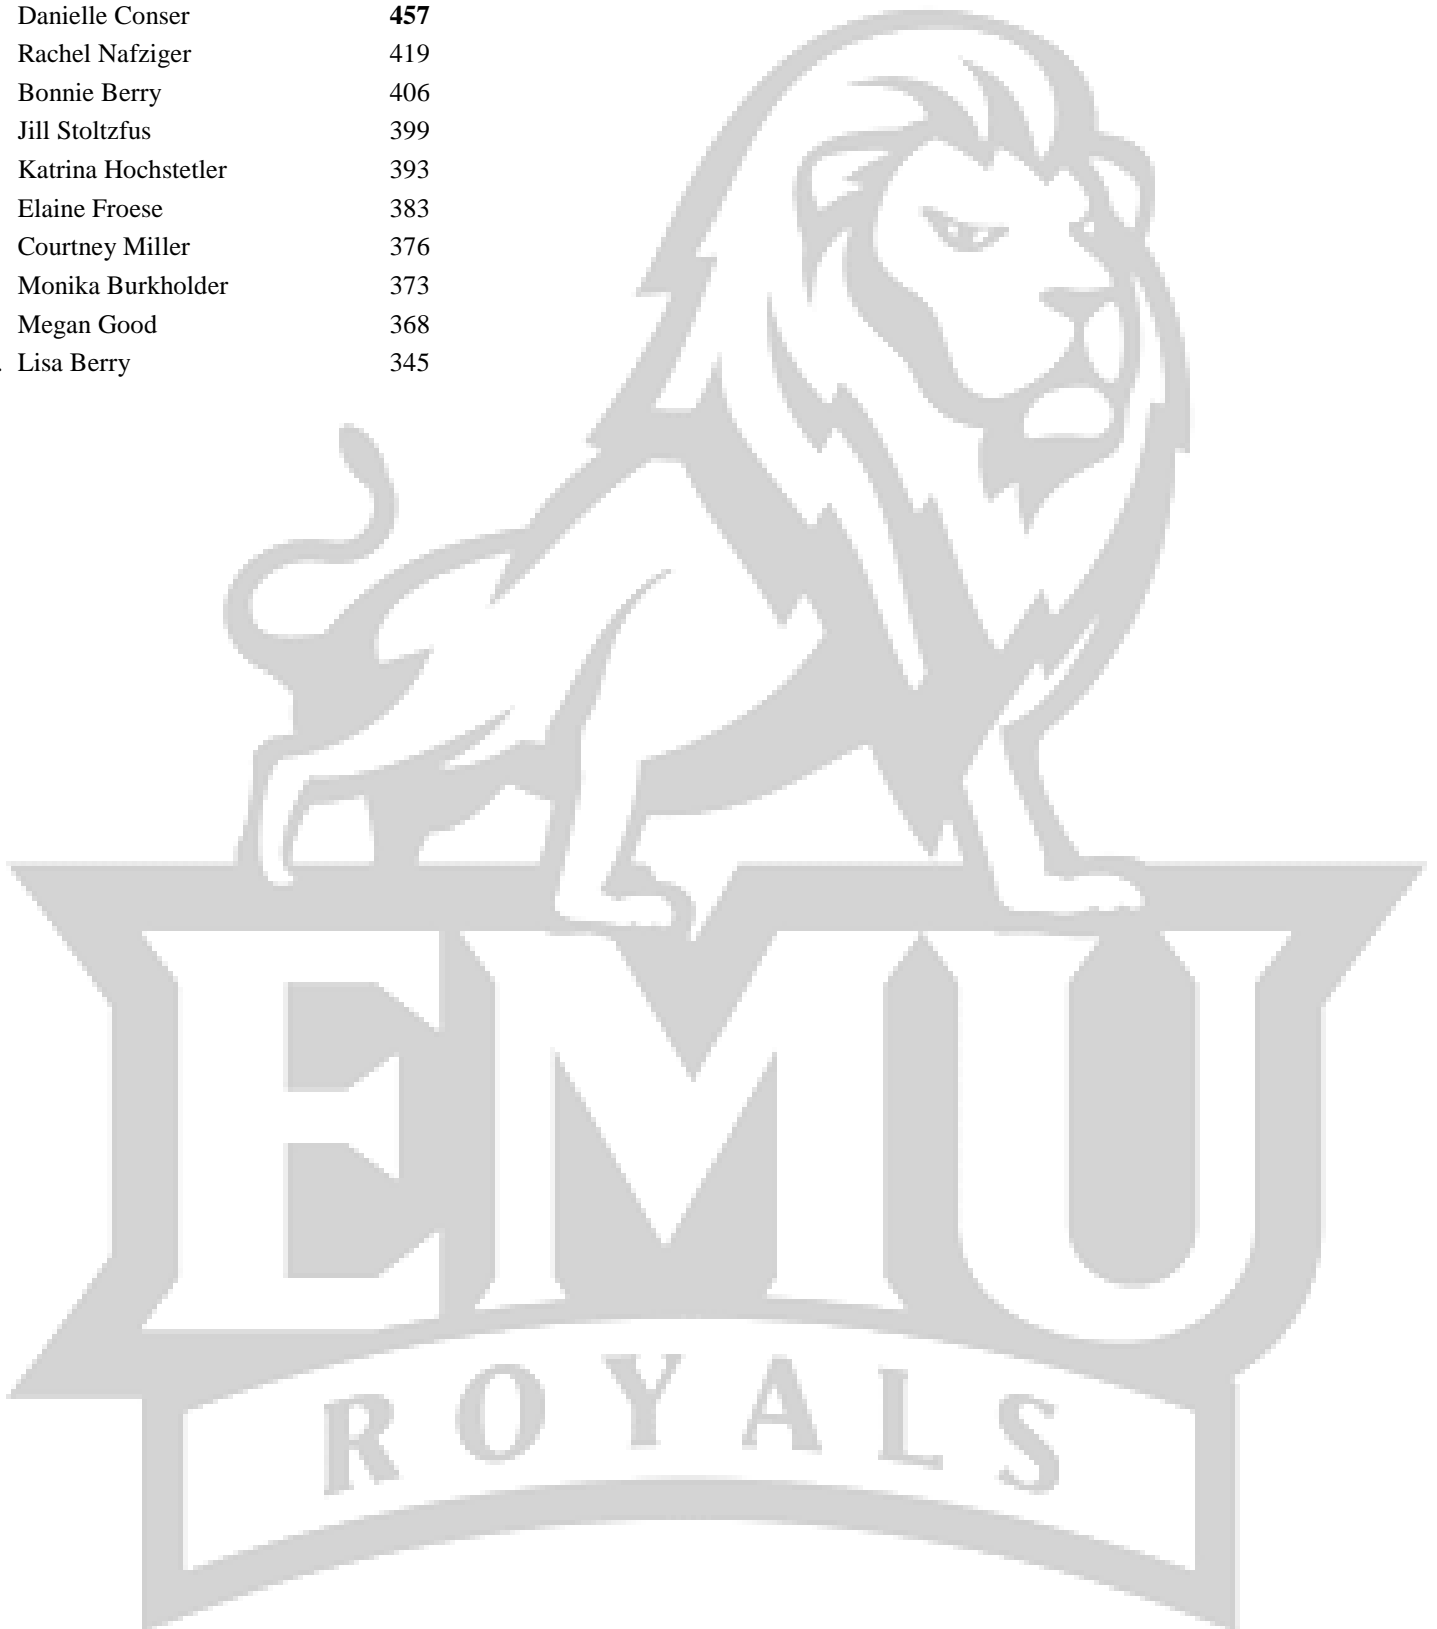 Danielle Conser 457
Rachel Nafziger 419
Bonnie Berry 406
Jill Stoltzfus 399
Katrina Hochstetler 393
Elaine Froese 383
Courtney Miller 376
Monika Burkholder 373
Megan Good 368
. Lisa Berry 345
EMU
ROYALS